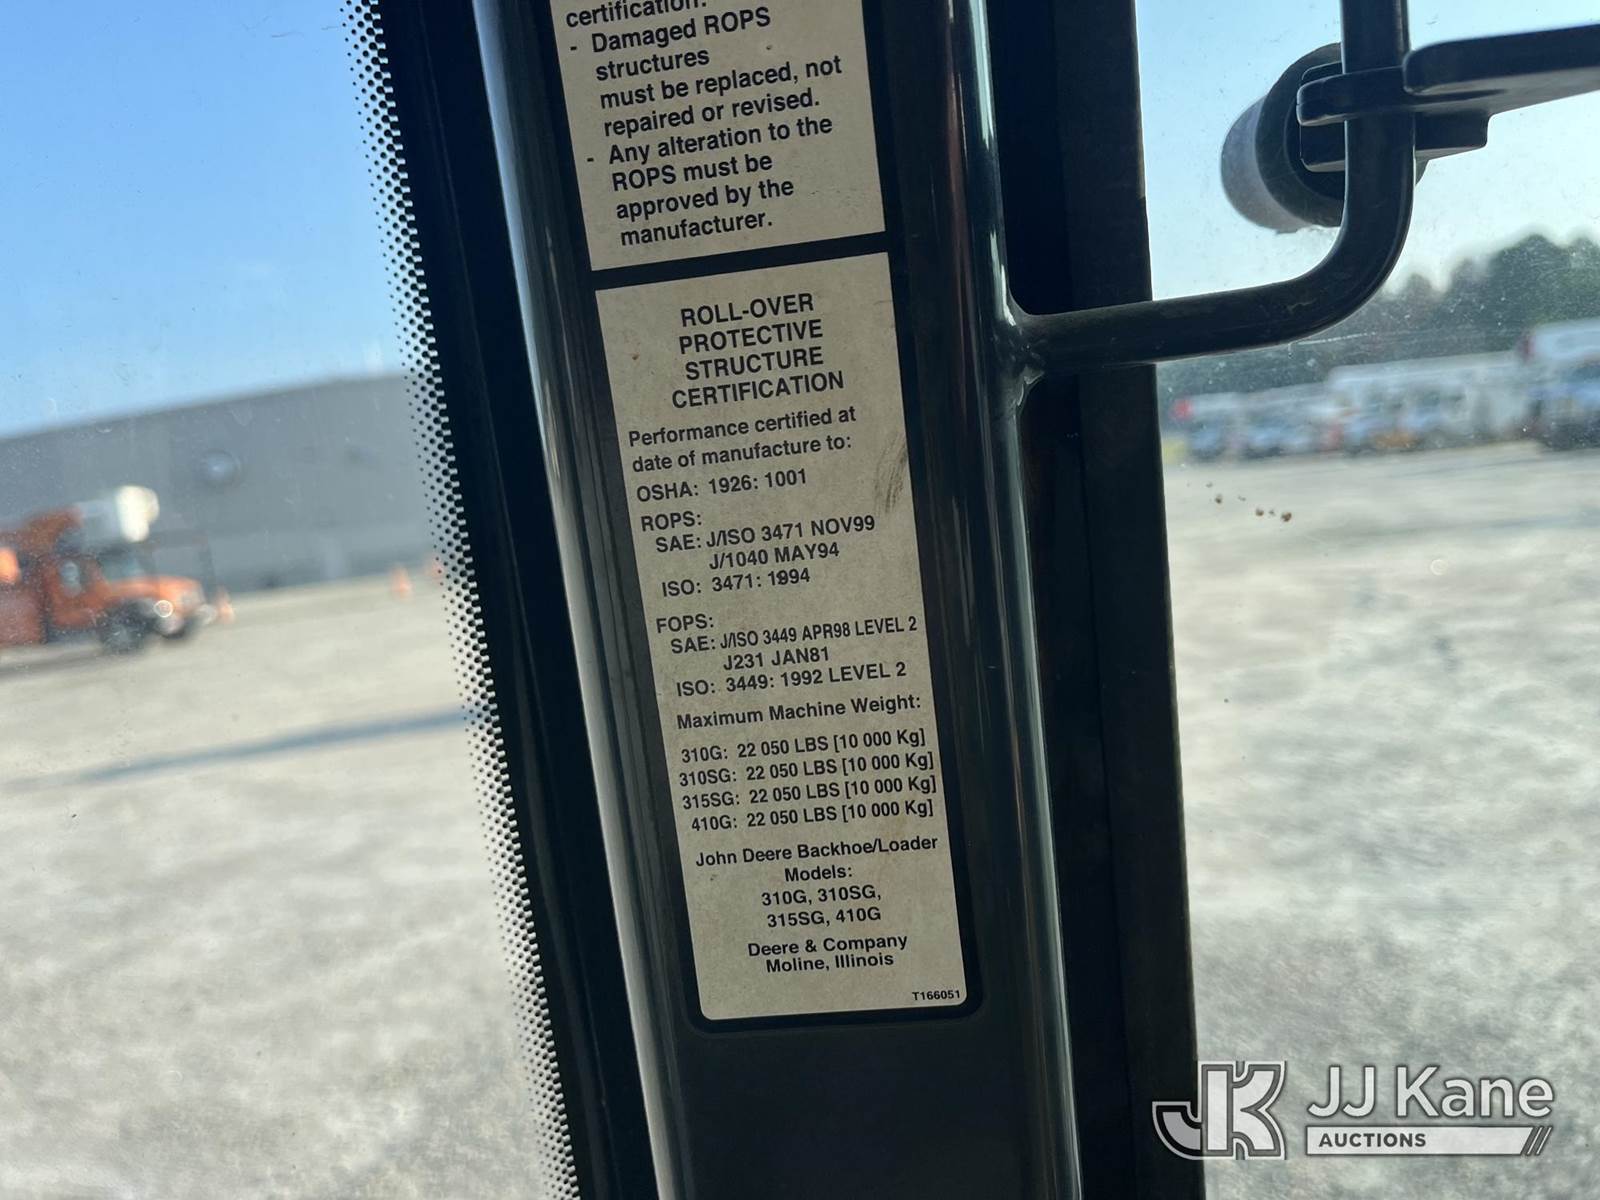 certification.
- Damaged ROPS
structures
must be replaced, not
repaired or revised.
- Any alteration to the
ROPS must be
approved by the
manufacturer.
ROLL-OVER
PROTECTIVE
STRUCTURE
CERTIFICATION
Performance certified at
date of manufacture to:
OSHA: 1926: 1001
ROPS:
SAE: J/ISO 3471 NOV99
J/1040 MAY94
ISO: 3471: 1994
FOPS:
SAE: J/ISO 3449 APR98 LEVEL 2
J231 JAN81
ISO: 3449: 1992 LEVEL 2
Maximum Machine Weight:
310G: 22 050 LBS [10 000 Kg]
310SG: 22 050 LBS [10 000 Kg]
315SG: 22 050 LBS [10 000 Kg]
410G: 22 050 LBS [10 000 Kg]
John Deere Backhoe/Loader
Models:
310G, 310SG,
315SG, 410G
Deere & Company
Moline, Illinois
T166051
JK JJ Kane
AUCTIONS